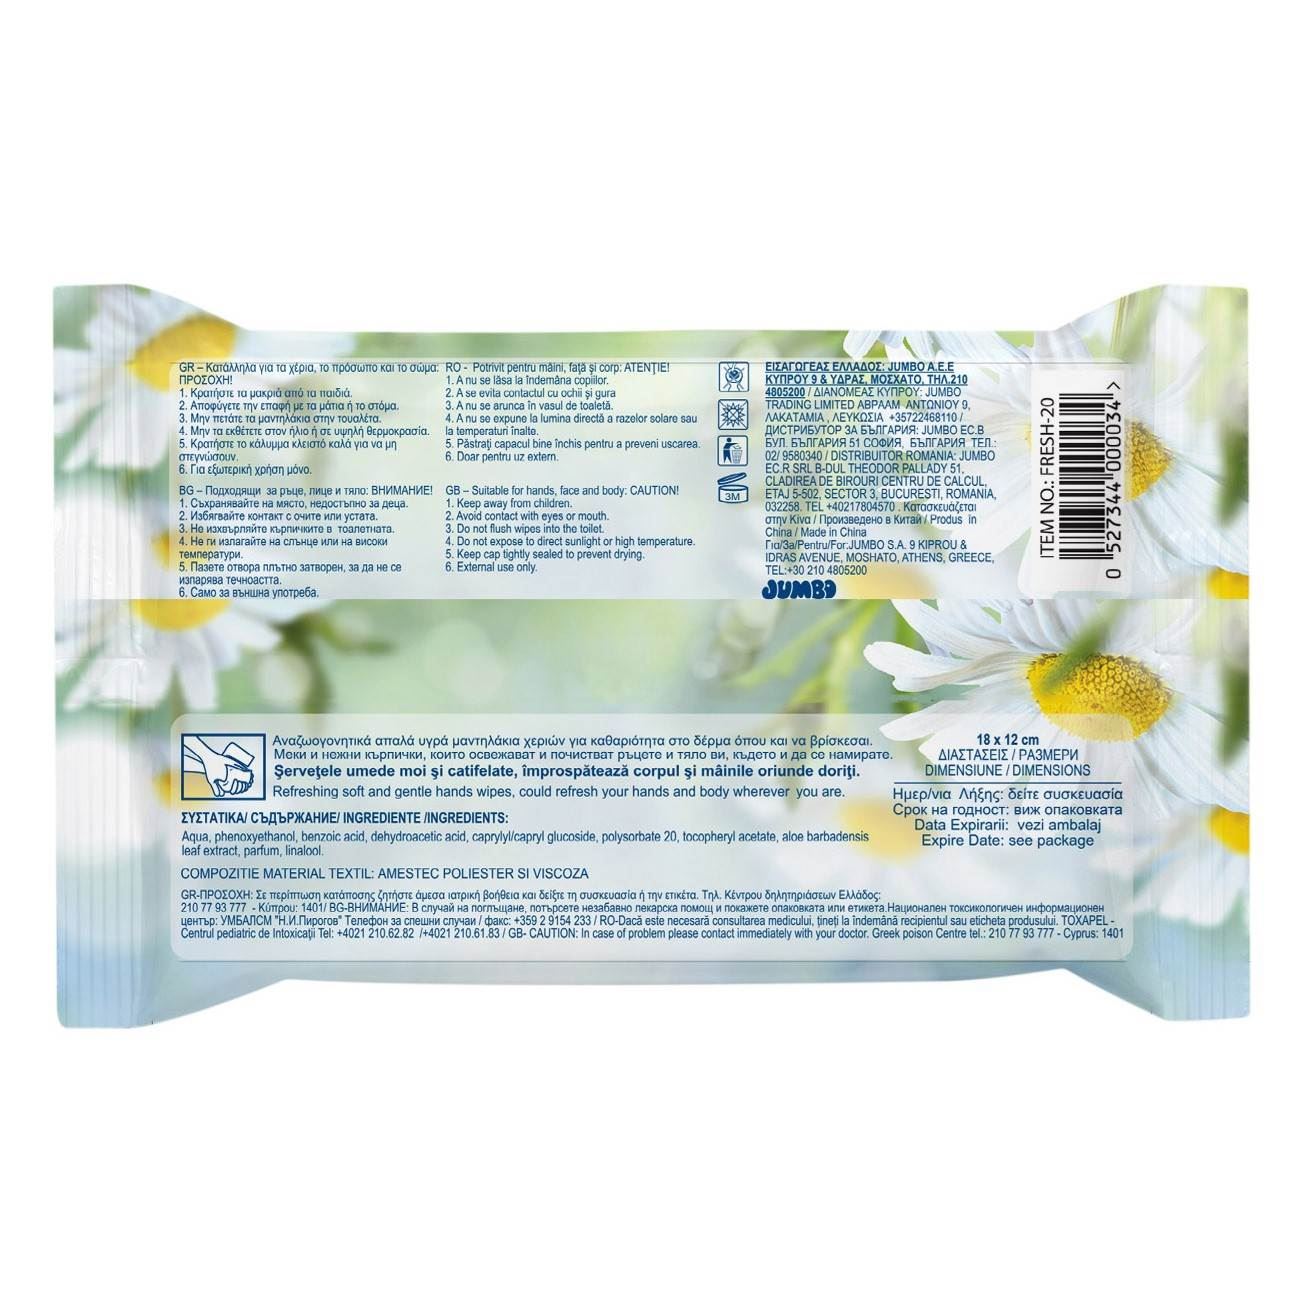 GR – Κατάλληλα για τα χέρια, το πρόσωπο και το σώμα:
ΠΡΟΣΟΧΗ!
1. Κρατήστε τα μακριά από τα παιδιά.
2. Αποφύγετε την επαφή με τα μάτια ή το στόμα.
3. Μην πετάτε τα μαντηλάκια στην τουαλέτα.
4. Μην τα εκθέτετε στον ήλιο ή σε υψηλή θερμοκρασία.
5. Κρατήστε το κάλυμμα κλειστό καλά για να μη
στεγνώσουν.
6. Για εξωτερική χρήση μόνο.
BG – Подходящи за ръце, лице и тяло: ВНИМАНИЕ!
1. Съхранявайте на място, недостъпно за деца.
2. Избягвайте контакт с очите или устата.
3. Не изхвърляйте кърпичките в тоалетната.
4. Не ги излагайте на слънце или на високи
температури.
5. Пазете отвора плътно затворен, за да не се
изпарява течноастта.
6. Само за външна употреба.
RO - Potrivit pentru mâini, față și corp: ATENȚIE!
1. A nu se lăsa la îndemâna copiilor.
2. A se evita contactul cu ochii și gura
3. A nu se arunca în vasul de toaletă.
4. A nu se expune la lumina directă a razelor solare sau
la temperaturi înalte.
5. Păstrați capacul bine închis pentru a preveni uscarea.
6. Doar pentru uz extern.
GB – Suitable for hands, face and body: CAUTION!
1. Keep away from children.
2. Avoid contact with eyes or mouth.
3. Do not flush wipes into the toilet.
4. Do not expose to direct sunlight or high temperature.
5. Keep cap tightly sealed to prevent drying.
6. External use only.
3M
ΕΙΣΑΓΩΓΕΑΣ ΕΛΛΑΔΟΣ: JUMBO A.E.E
ΚΥΠΡΟΥ 9 & ΥΔΡΑΣ, ΜΟΣΧΑΤΟ. ΤΗΛ.210
4805200 / ΔΙΑΝΟΜΕΑΣ ΚΥΠΡΟΥ: JUMBO
TRADING LIMITED ΑΒΡΑΑΜ ΑΝΤΩΝΙΟΥ 9,
ΛΑΚΑΤΑΜΙΑ , ΛΕΥΚΩΣΙΑ +35722468110 /
ДИСТРИБУТОР ЗА БЪЛГАРИЯ: JUMBO EC.B
БУЛ. БЪЛГАРИЯ 51 СОФИЯ, БЪЛГАРИЯ ТЕЛ.:
02/ 9580340 / DISTRIBUITOR ROMANIA: JUMBO
EC.R SRL B-DUL THEODOR PALLADY 51,
CLADIREA DE BIROURI CENTRU DE CALCUL,
ETAJ 5-502, SECTOR 3, BUCURESTI, ROMANIA,
032258. TEL +40217804570 . Κατασκευάζεται
στην Κίνα / Произведено в Китай / Produs în
China / Made in China
Για/За/Pentru/For:JUMBO S.A. 9 KIPROU &
IDRAS AVENUE, MOSHATO, ATHENS, GREECE,
TEL:+30 210 4805200
JUMBO
ITEM NO.: FRESH-20
0 527344 000034 >
Αναζωογονητικά απαλά υγρά μαντηλάκια χεριών για καθαριότητα στο δέρμα όπου και να βρίσκεσαι.
Меки и нежни кърпички, които освежават и почистват ръцете и тяло ви, където и да се намирате.
Șervețele umede moi și catifelate, împrospătează corpul și mâinile oriunde doriți.
Refreshing soft and gentle hands wipes, could refresh your hands and body wherever you are.
ΣΥΣΤΑΤΙΚΑ/ СЪДЪРЖАНИЕ/ INGREDIENTE /INGREDIENTS:
Aqua, phenoxyethanol, benzoic acid, dehydroacetic acid, caprylyl/capryl glucoside, polysorbate 20, tocopheryl acetate, aloe barbadensis
leaf extract, parfum, linalool.
COMPOZITIE MATERIAL TEXTIL: AMESTEC POLIESTER SI VISCOZA
18 x 12 cm
ΔΙΑΣΤΑΣΕΙΣ / РАЗМЕРИ
DIMENSIUNE / DIMENSIONS
Ημερ/νια Λήξης: δείτε συσκευασία
Срок на годност: виж опаковката
Data Expirarii: vezi ambalaj
Expire Date: see package
GR-ΠΡΟΣΟΧΗ: Σε περίπτωση κατάποσης ζητήστε άμεσα ιατρική βοήθεια και δείξτε τη συσκευασία ή την ετικέτα. Τηλ. Κέντρου δηλητηριάσεων Ελλάδος:
210 77 93 777 - Κύπρου: 1401/ BG-ВНИМАНИЕ: В случай на поглъщане, потърсете незабавно лекарска помощ и покажете опаковката или етикета.Национален токсикологичен информационен
център: УМБАЛСМ "Н.И.Пирогов" Телефон за спешни случаи / факс: +359 2 9154 233 / RO-Dacă este necesară consultarea medicului, țineți la îndemână recipientul sau eticheta produsului. TOXAPEL -
Centrul pediatric de Intoxicații Tel: +4021 210.62.82 /+4021 210.61.83 / GB- CAUTION: In case of problem please contact immediately with your doctor. Greek poison Centre tel.: 210 77 93 777 - Cyprus: 1401